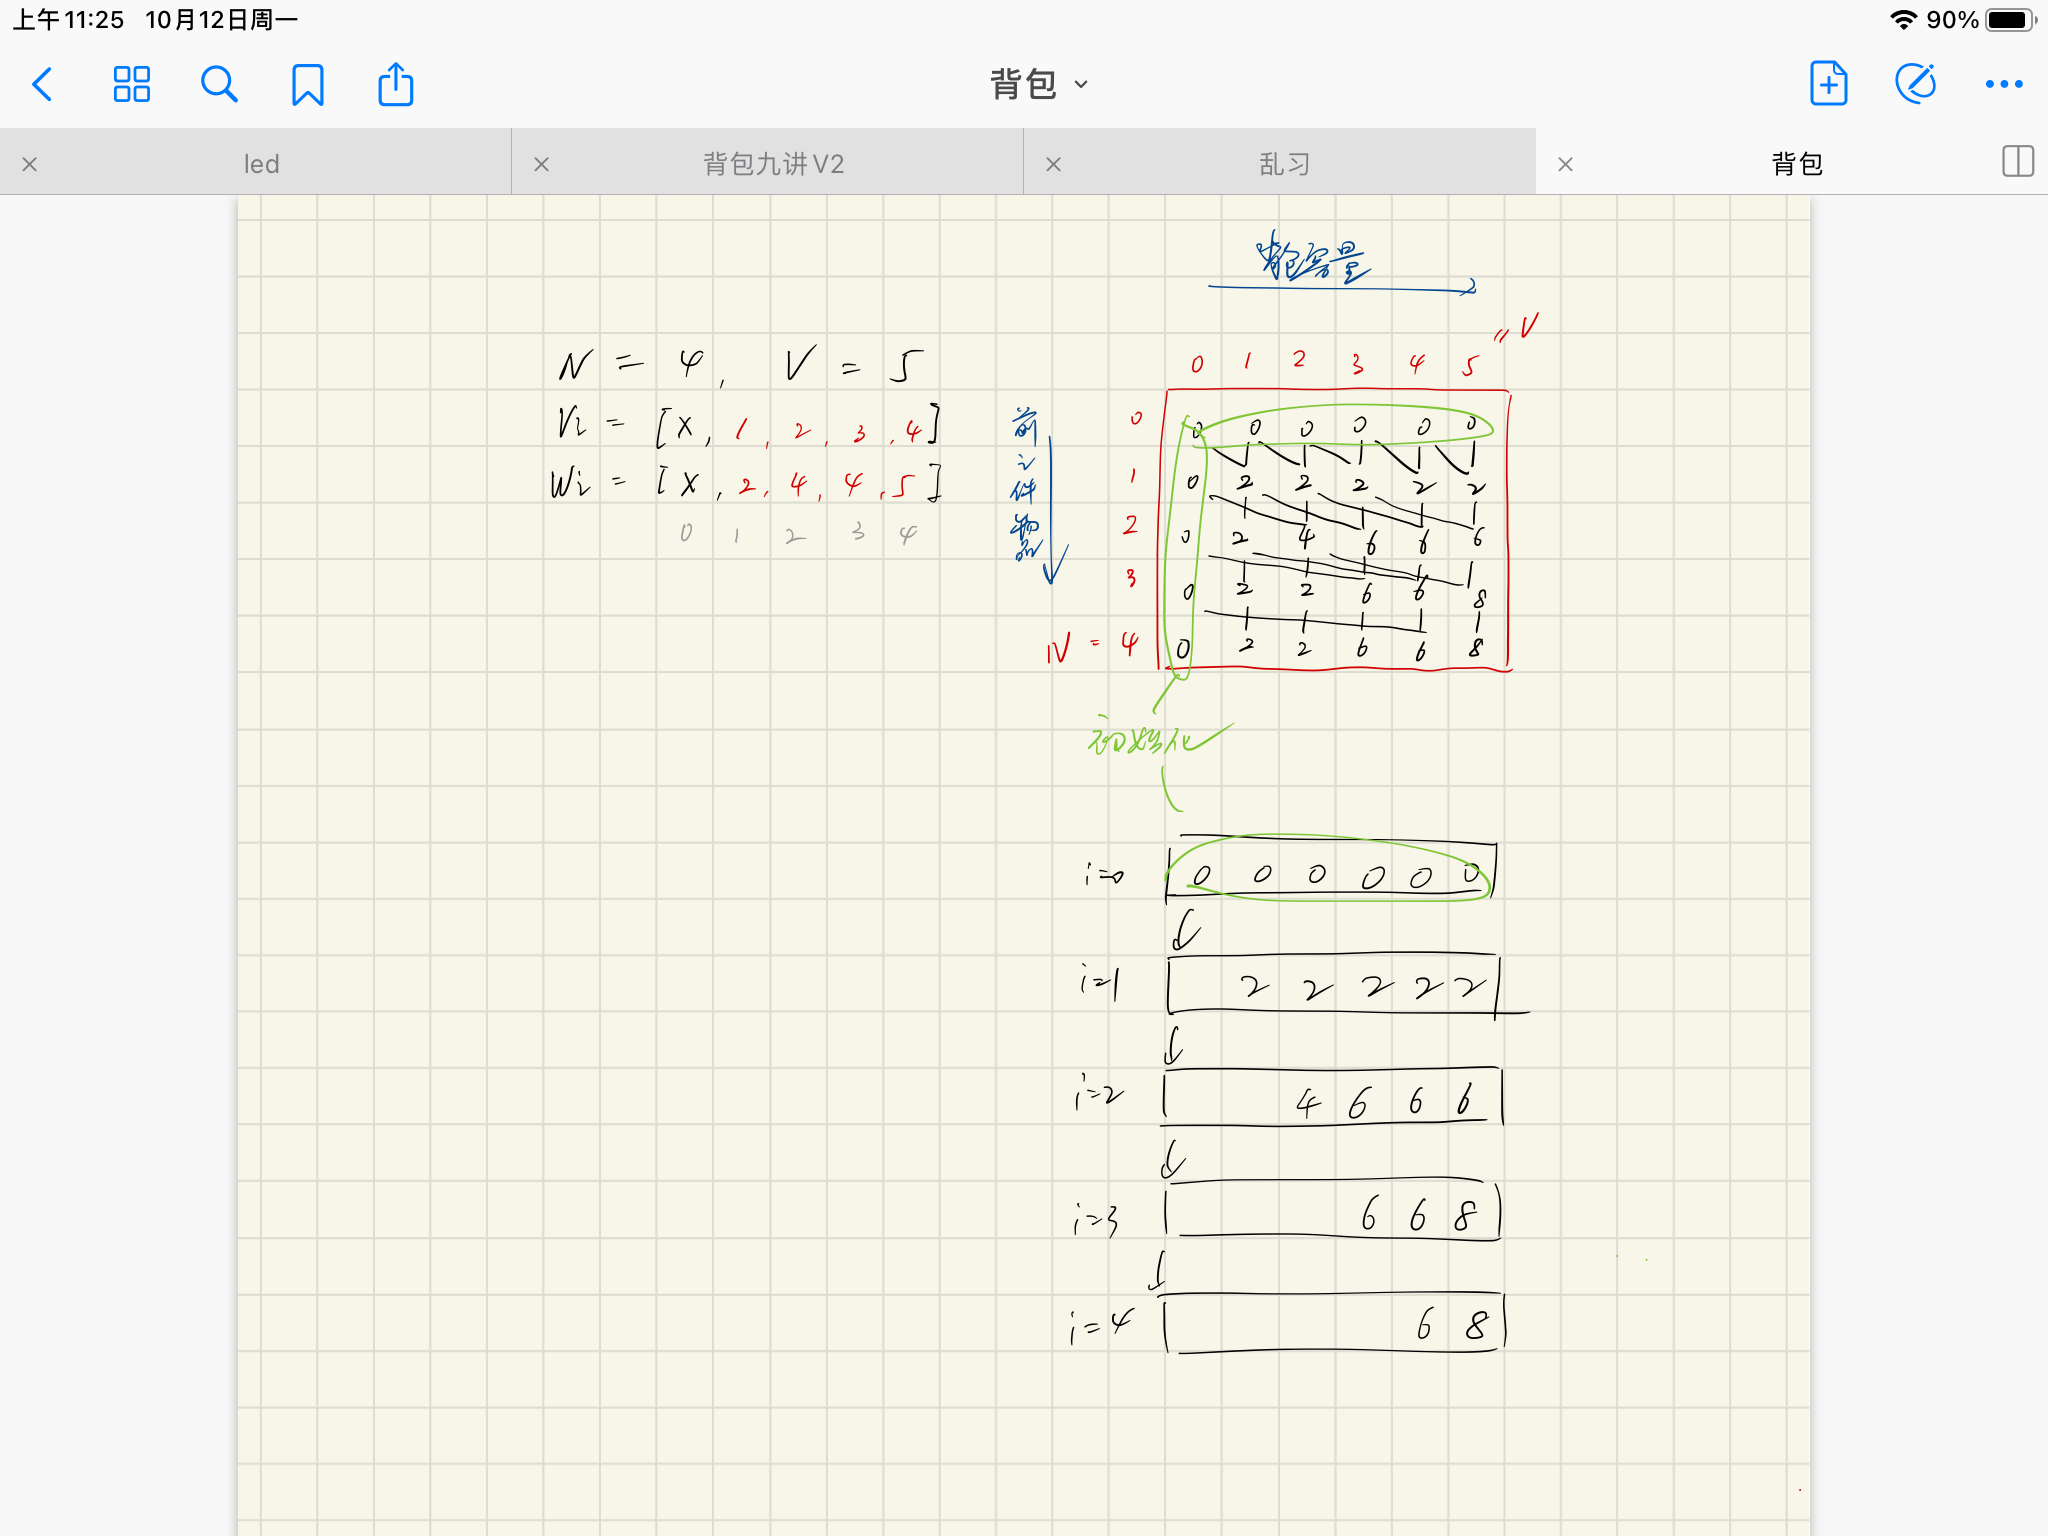 上午11:25 10月12日周一 90%
背包
led 背包九讲V2 乱习 背包
背包容量
N = 4, V = 5
Vi = [x, 1, 2, 3, 4]
Wi = [x, 2, 4, 4, 5]
0 1 2 3 4
前i件物品
0 1 2 3 4 5 = V
0 0 0 0 0 0 0
1 0 2 2 2 2 2
2 0 2 4 6 6 6
3 0 2 2 6 6 8
N = 4 0 2 2 6 6 8
初始化
i=0 0 0 0 0 0 0
i=1 2 2 2 2 2
i=2 4 6 6 6
i=3 6 6 8
i=4 6 8